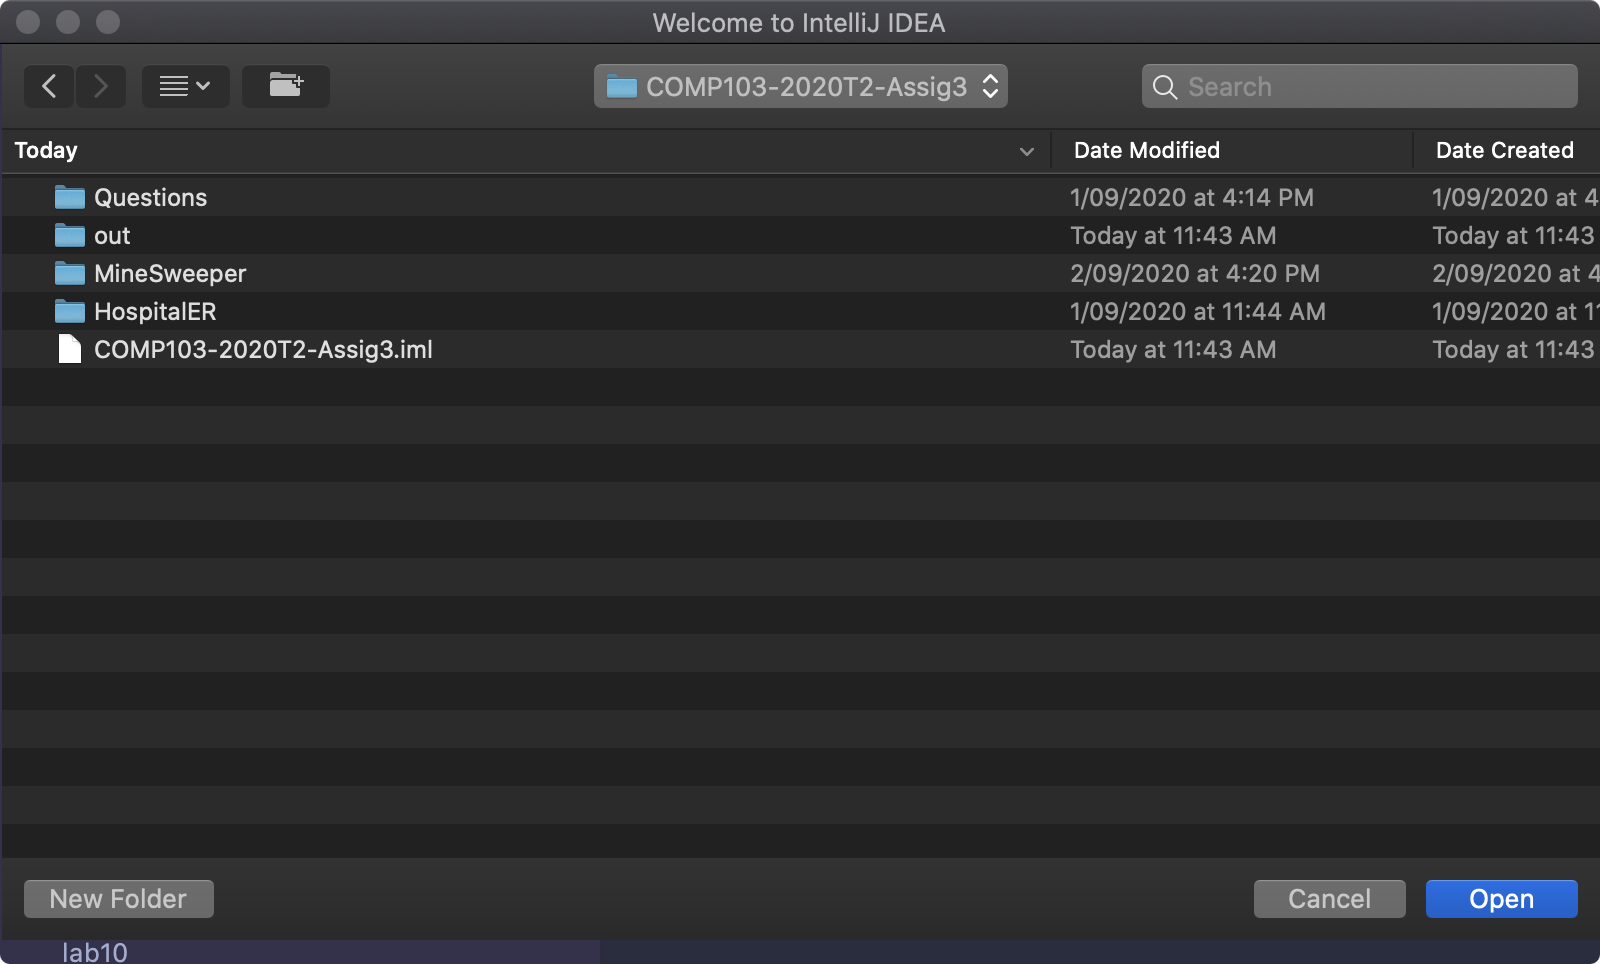 Welcome to IntelliJ IDEA
COMP103-2020T2-Assig3 Search
Today Date Modified Date Created
Questions 1/09/2020 at 4:14 PM 1/09/2020 at 4
out Today at 11:43 AM Today at 11:43
MineSweeper 2/09/2020 at 4:20 PM 2/09/2020 at 4
HospitalER 1/09/2020 at 11:44 AM 1/09/2020 at 11
COMP103-2020T2-Assig3.iml Today at 11:43 AM Today at 11:43
New Folder Cancel Open
lab10